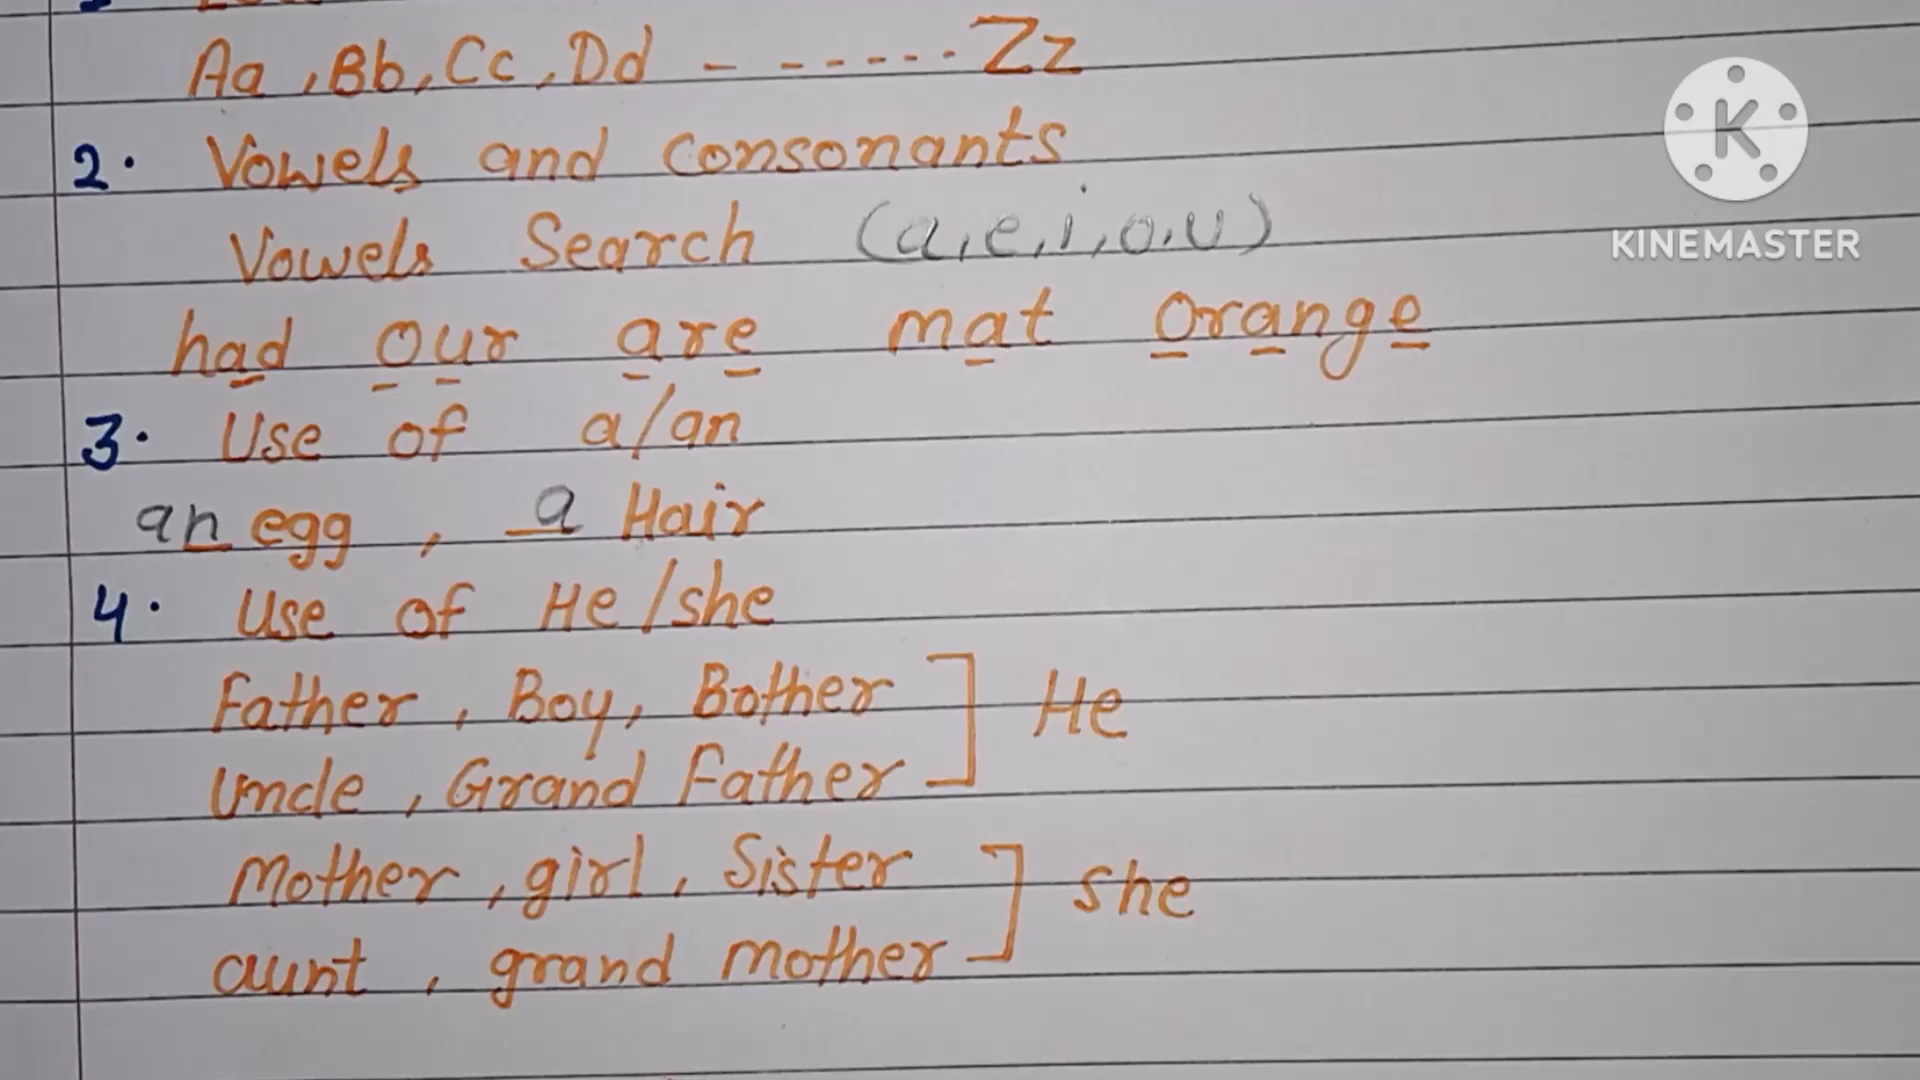 Aa, Bb, Cc, Dd - - - - - - - Zz
2. Vowels and consonants
Vowels Search (a, e, i, o, u)
had our are mat orange
3. Use of a/an
an egg, a Hair
4. Use of He/she
Father, Boy, Bother
Uncle, Grand Father ] He
Mother, girl, Sister
aunt, grand mother ] she
K
KINEMASTER